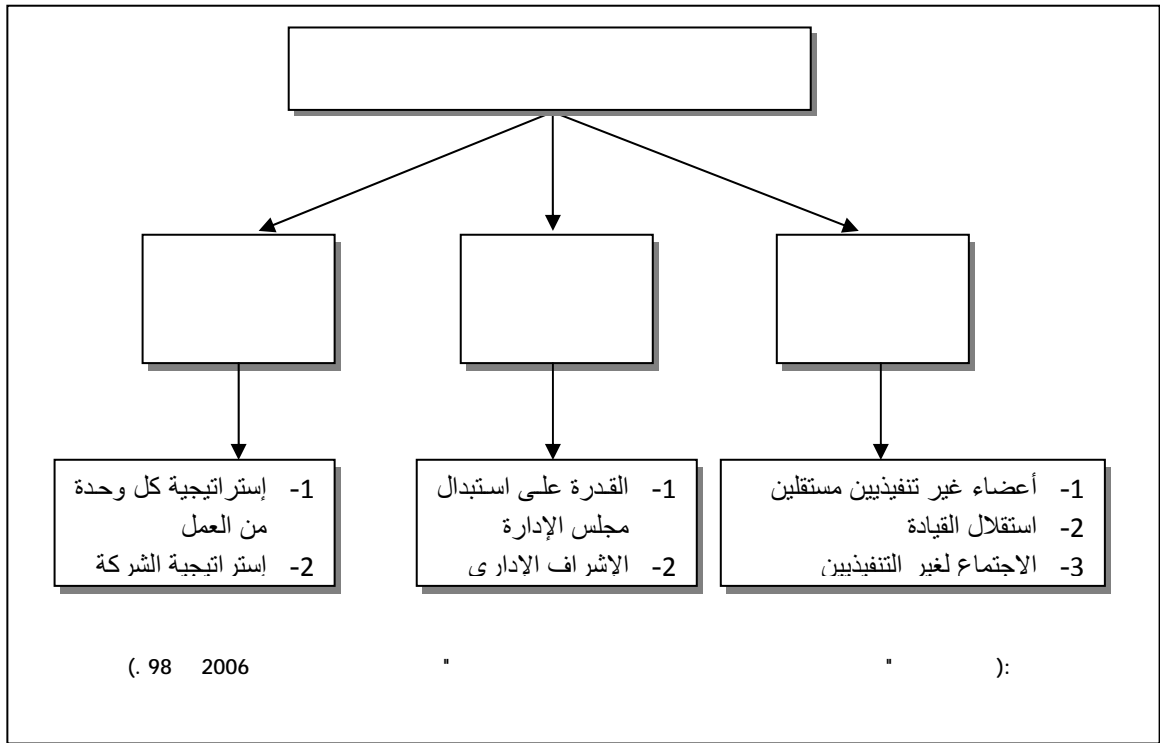 1- أعضاء غير تنفيذيين مستقلين
2- استقلال القيادة
3- الاجتماع لغير التنفيذيين
1- القدرة على استبدال
مجلس الإدارة
2- الإشراف الإداري
1- إستراتيجية كل وحدة
من العمل
2- إستراتيجية الشركة
:( " " 2006 98 .)